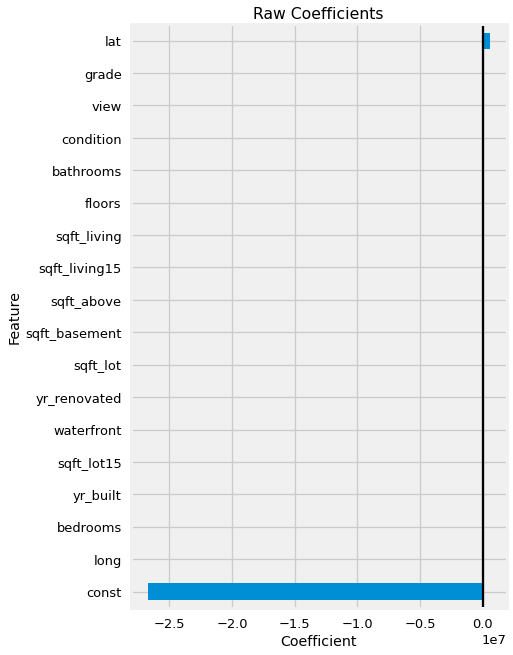 Raw Coefficients
lat
grade
view
condition
bathrooms
floors
sqft_living
sqft_living15
sqft_above
sqft_basement
sqft_lot
yr_renovated
waterfront
sqft_lot15
yr_built
bedrooms
long
const
Feature
−2.5 −2.0 −1.5 −1.0 −0.5 0.0
1e7
Coefficient